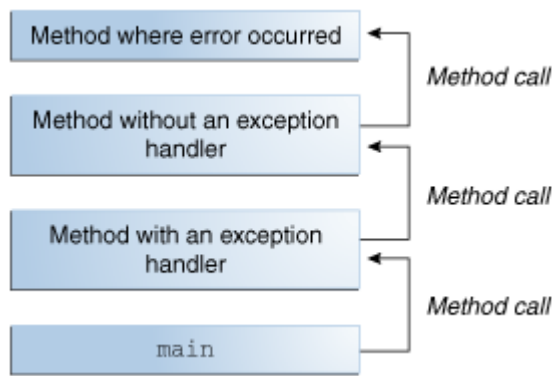 Method where error occurred
Method call
Method without an exception
handler
Method call
Method with an exception
handler
Method call
main